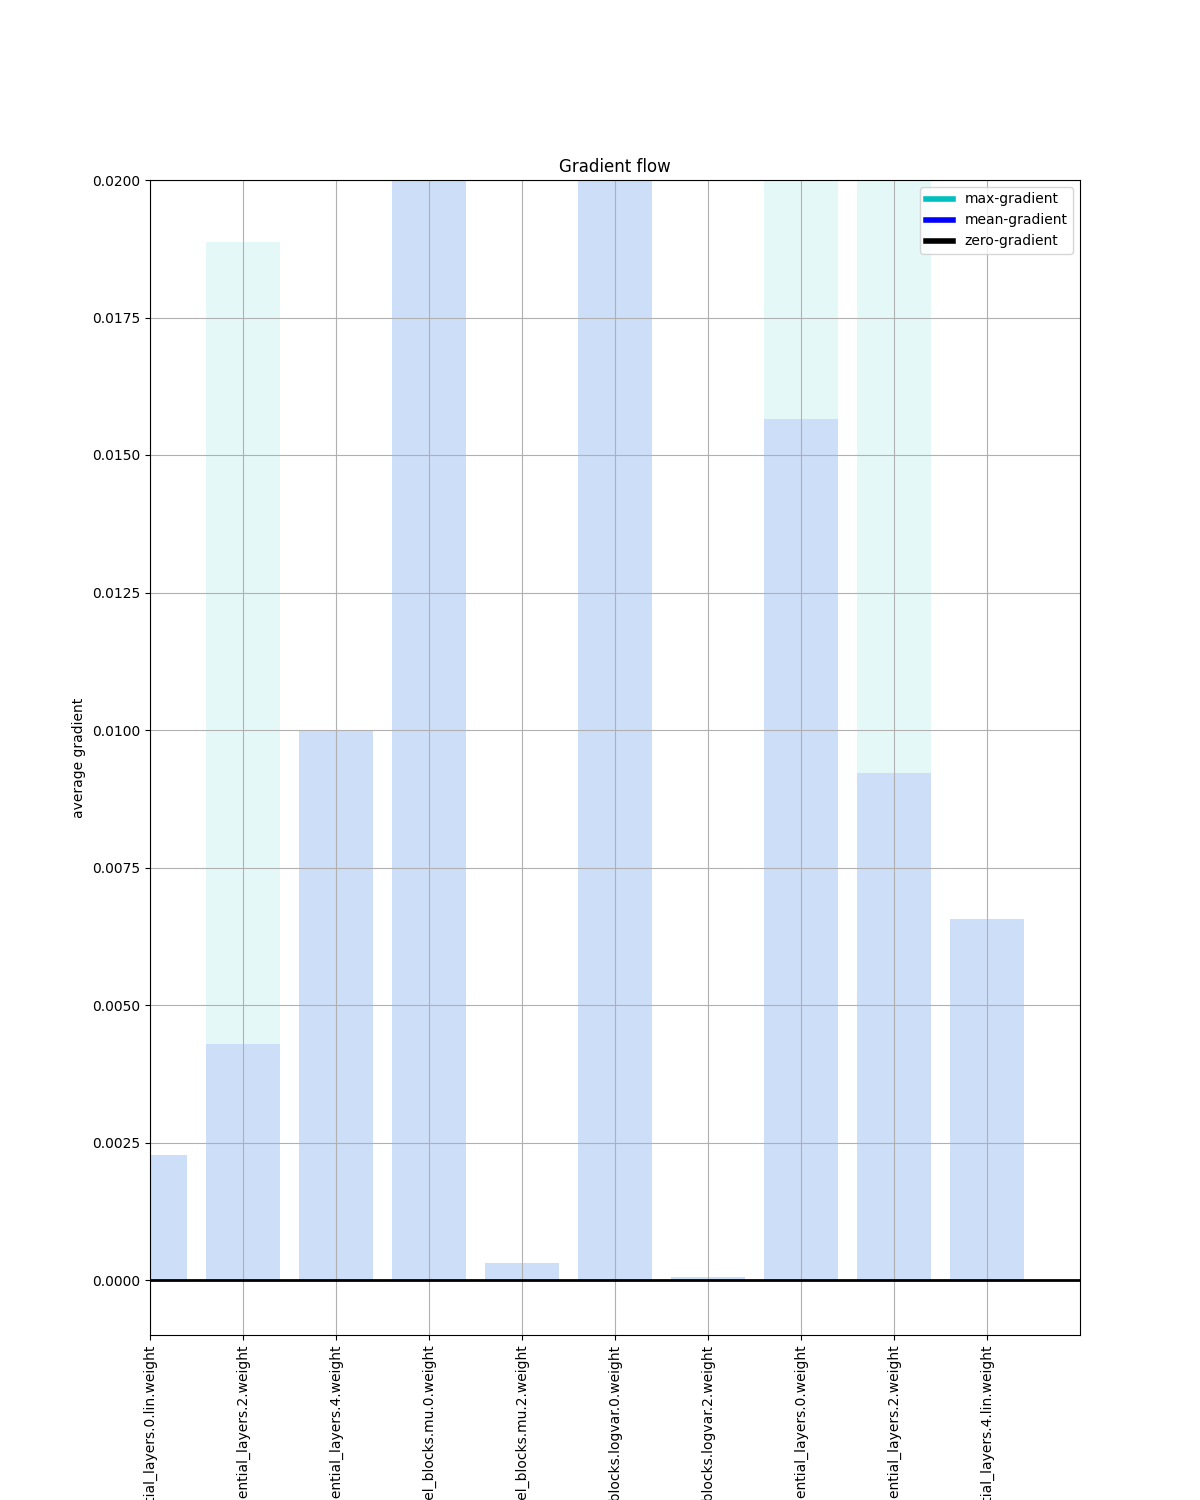 Gradient flow
max-gradient
mean-gradient
zero-gradient
0.0200
0.0175
0.0150
0.0125
0.0100
0.0075
0.0050
0.0025
0.0000
average gradient
tial_layers.0.lin.weight
ential_layers.2.weight
ential_layers.4.weight
el_blocks.mu.0.weight
el_blocks.mu.2.weight
blocks.logvar.0.weight
blocks.logvar.2.weight
ential_layers.0.weight
ential_layers.2.weight
tial_layers.4.lin.weight